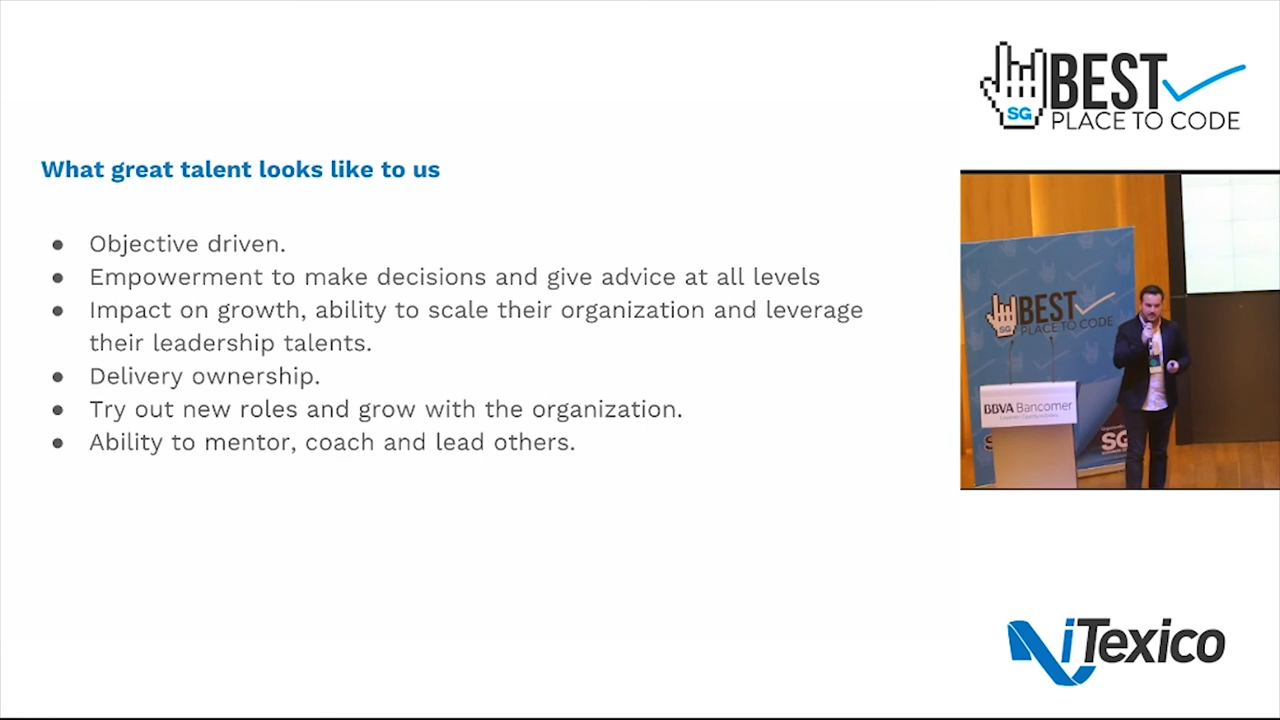 What great talent looks like to us
● Objective driven.
● Empowerment to make decisions and give advice at all levels
● Impact on growth, ability to scale their organization and leverage
their leadership talents.
● Delivery ownership.
● Try out new roles and grow with the organization.
● Ability to mentor, coach and lead others.
SG
BEST
PLACE TO CODE
SG
BEST
PLACE TO CODE
BBVA Bancomer
SG
iTexico